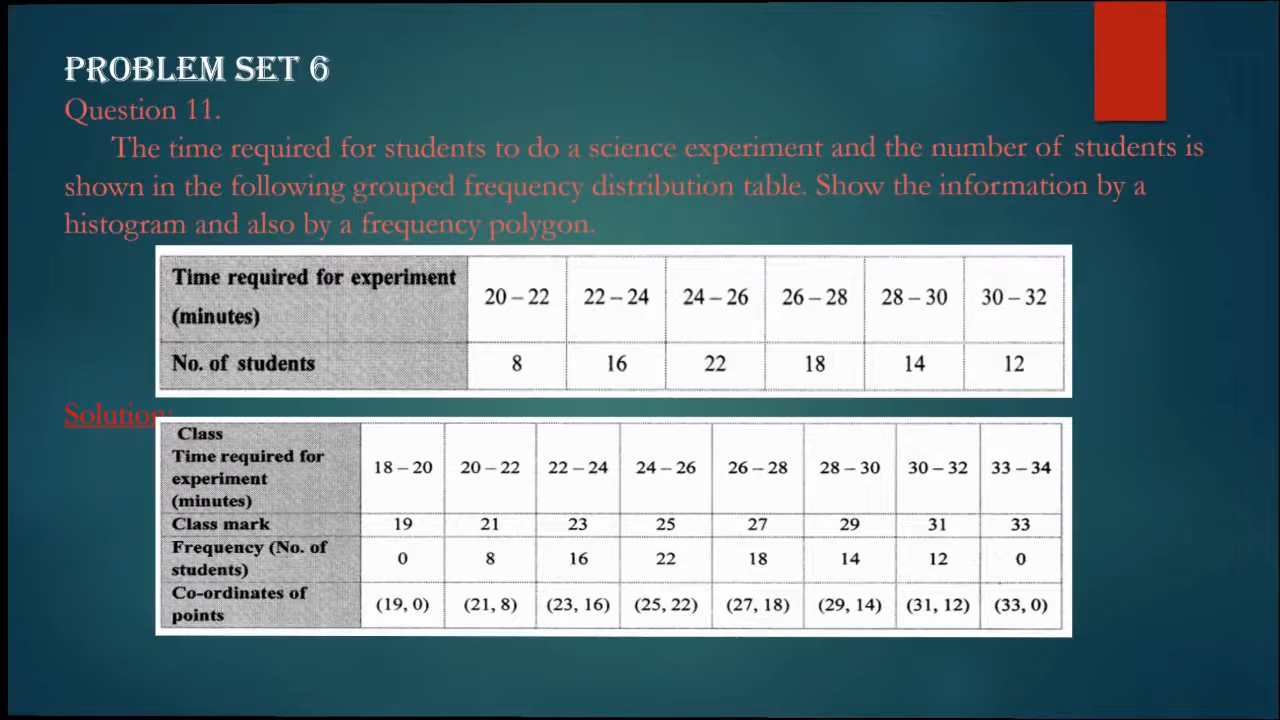 PROBLEM SET 6
Question 11.
The time required for students to do a science experiment and the number of students is
shown in the following grouped frequency distribution table. Show the information by a
histogram and also by a frequency polygon.
Time required for experiment
(minutes)
20 – 22 22 – 24 24 – 26 26 – 28 28 – 30 30 – 32
No. of students 8 16 22 18 14 12
Solution:
Class
Time required for
experiment
(minutes)
18 – 20 20 – 22 22 – 24 24 – 26 26 – 28 28 – 30 30 – 32 33 – 34
Class mark 19 21 23 25 27 29 31 33
Frequency (No. of
students)
0 8 16 22 18 14 12 0
Co-ordinates of
points
(19, 0) (21, 8) (23, 16) (25, 22) (27, 18) (29, 14) (31, 12) (33, 0)